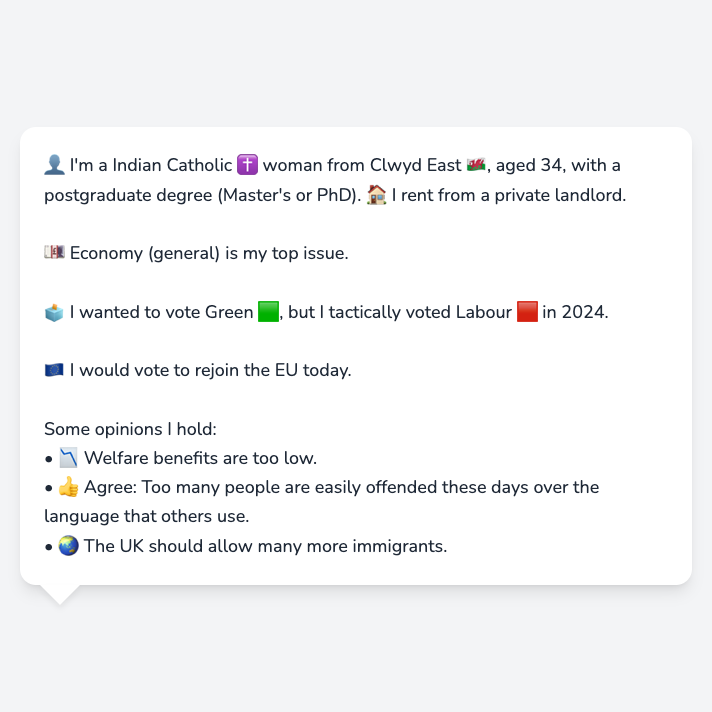 👤 I'm a Indian Catholic ✝️ woman from Clwyd East 🏴󠁧󠁢󠁷󠁬󠁳󠁿, aged 34, with a
postgraduate degree (Master's or PhD). 🏠 I rent from a private landlord.
💷 Economy (general) is my top issue.
🗳️ I wanted to vote Green 🟩, but I tactically voted Labour 🟥 in 2024.
🇪🇺 I would vote to rejoin the EU today.
Some opinions I hold:
• 📉 Welfare benefits are too low.
• 👍 Agree: Too many people are easily offended these days over the
language that others use.
• 🌏 The UK should allow many more immigrants.